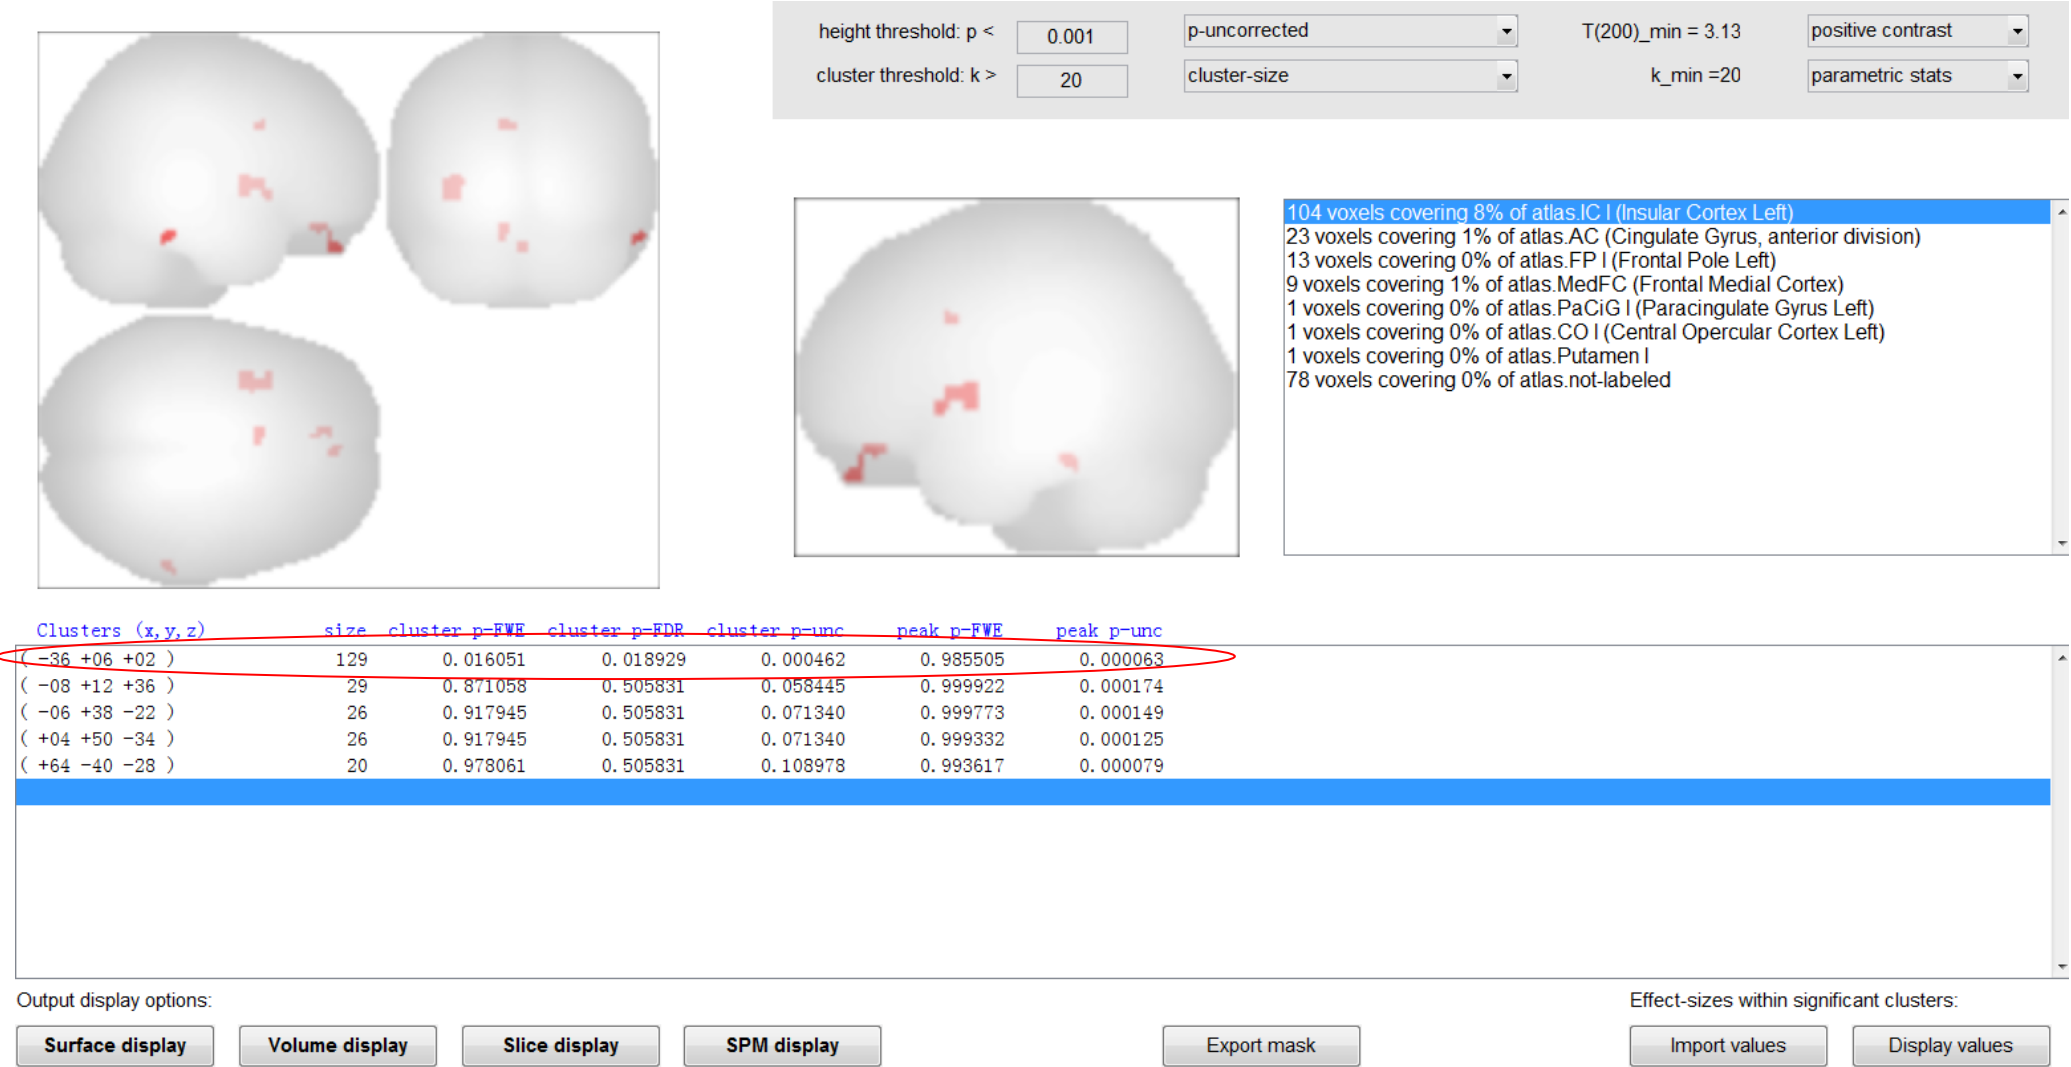 height threshold: p < 0.001 p-uncorrected T(200)_min = 3.13 positive contrast
cluster threshold: k > 20 cluster-size k_min =20 parametric stats
104 voxels covering 8% of atlas.IC l (Insular Cortex Left)
23 voxels covering 1% of atlas.AC (Cingulate Gyrus, anterior division)
13 voxels covering 0% of atlas.FP l (Frontal Pole Left)
9 voxels covering 1% of atlas.MedFC (Frontal Medial Cortex)
1 voxels covering 0% of atlas.PaCiG l (Paracingulate Gyrus Left)
1 voxels covering 0% of atlas.CO l (Central Opercular Cortex Left)
1 voxels covering 0% of atlas.Putamen l
78 voxels covering 0% of atlas.not-labeled
Clusters (x,y,z) size cluster p-FWE cluster p-FDR cluster p-unc peak p-FWE peak p-unc
( -36 +06 +02 ) 129 0.016051 0.018929 0.000462 0.985505 0.000063
( -08 +12 +36 ) 29 0.871058 0.505831 0.058445 0.999922 0.000174
( -06 +38 -22 ) 26 0.917945 0.505831 0.071340 0.999773 0.000149
( +04 +50 -34 ) 26 0.917945 0.505831 0.071340 0.999332 0.000125
( +64 -40 -28 ) 20 0.978061 0.505831 0.108978 0.993617 0.000079
Output display options: Effect-sizes within significant clusters:
Surface display Volume display Slice display SPM display Export mask Import values Display values